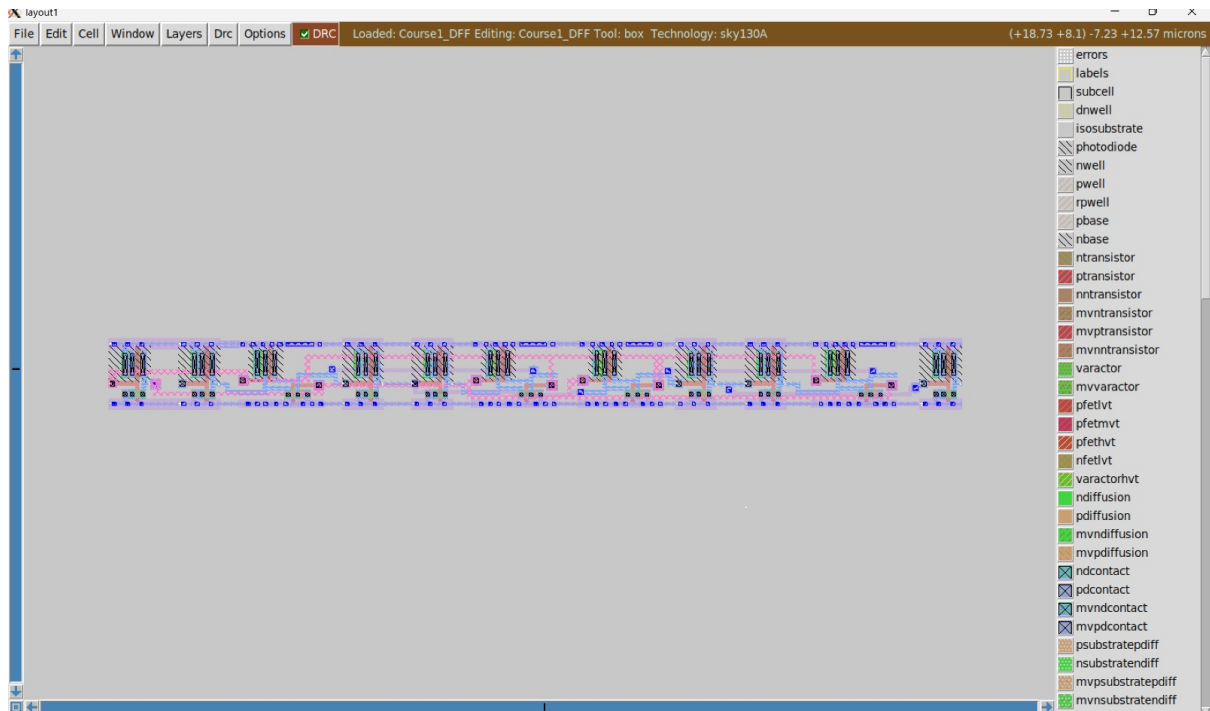 layout1
File Edit Cell Window Layers Drc Options DRC Loaded: Course1_DFF Editing: Course1_DFF Tool: box Technology: sky130A (+18.73 +8.1) -7.23 +12.57 microns
errors
labels
subcell
dnwell
isosubstrate
photodiode
nwell
pwell
rpwell
pbase
nbase
ntransistor
ptransistor
nntransistor
mvntransistor
mvptransistor
mvnntransistor
varactor
mvvaractor
pfetlvt
pfetmvt
pfethvt
nfetlvt
varactorhvt
ndiffusion
pdiffusion
mvndiffusion
mvpdiffusion
ndcontact
pdcontact
mvndcontact
mvpdcontact
psubstratepdiff
nsubstratendiff
mvpsubstratepdiff
mvnsubstratendiff